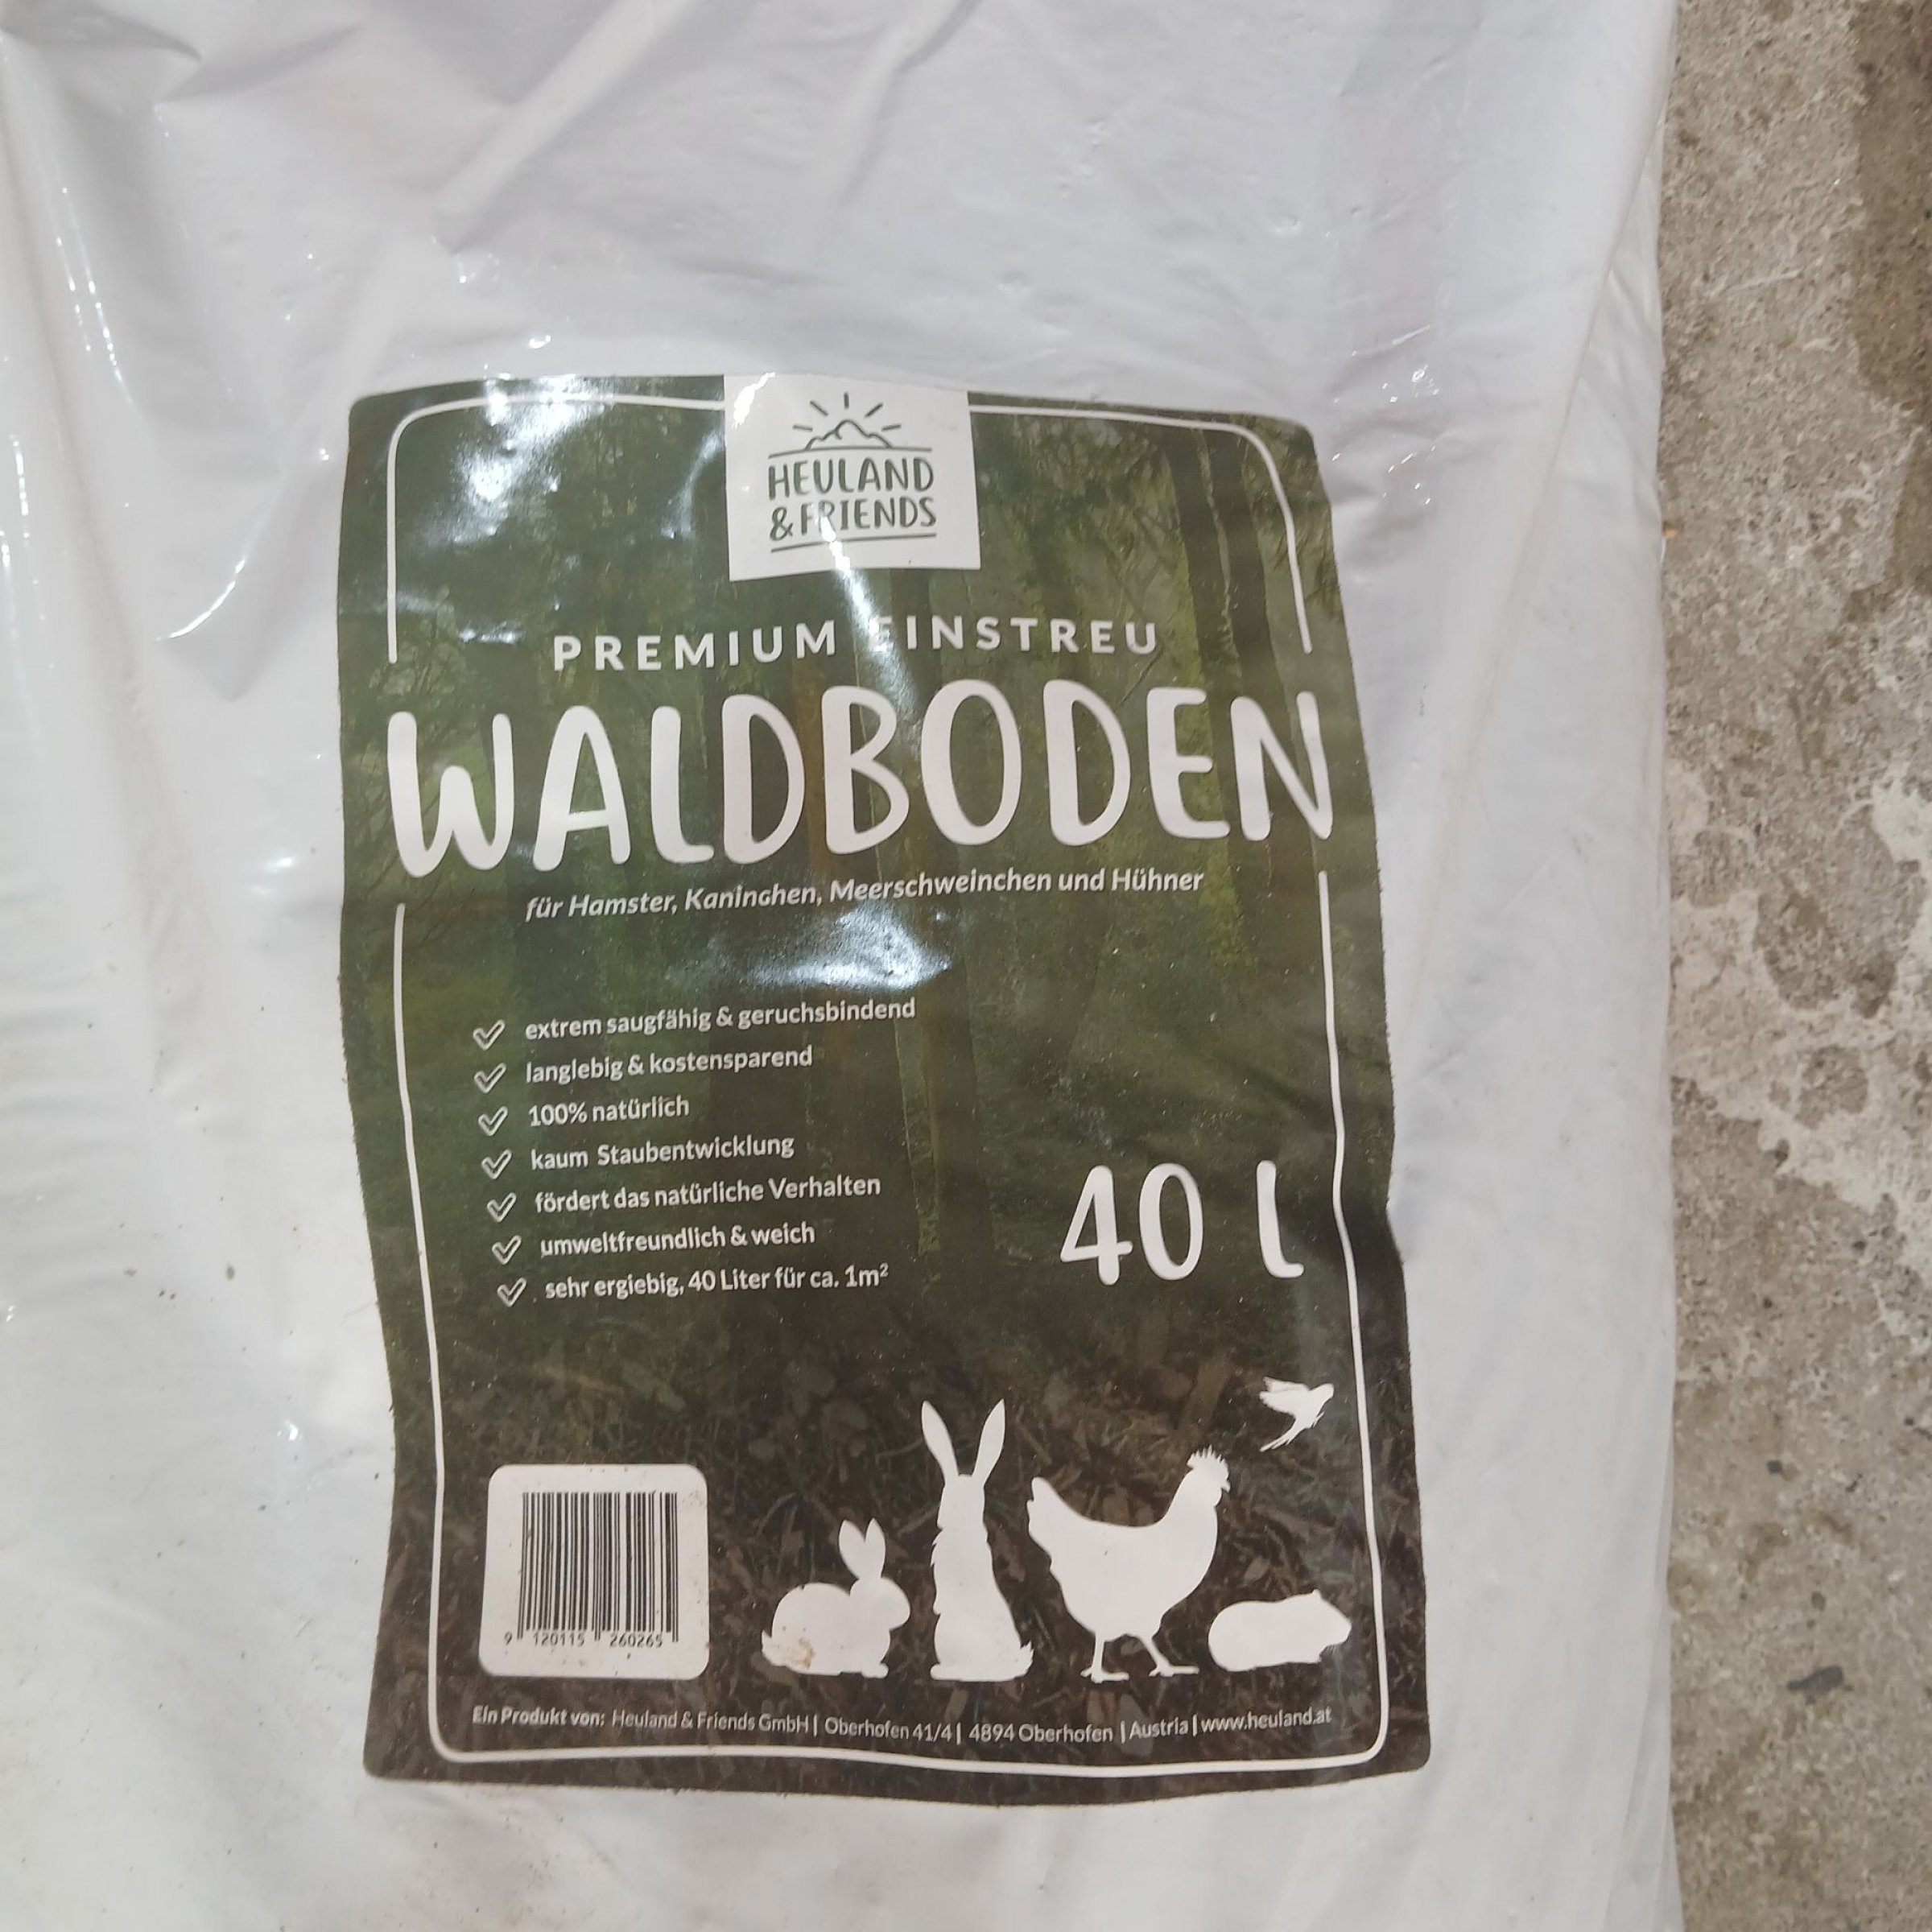 HEULAND
& FRIENDS
PREMIUM EINSTREU
WALDBODEN
für Hamster, Kaninchen, Meerschweinchen und Hühner
extrem saugfähig & geruchsbindend
langlebig & kostensparend
100% natürlich
kaum Staubentwicklung
fördert das natürliche Verhalten
umweltfreundlich & weich
sehr ergiebig, 40 Liter für ca. 1m²
40 l
9 120115 260265
Ein Produkt von: Heuland & Friends GmbH | Oberhofen 41/4 | 4894 Oberhofen | Austria | www.heuland.at